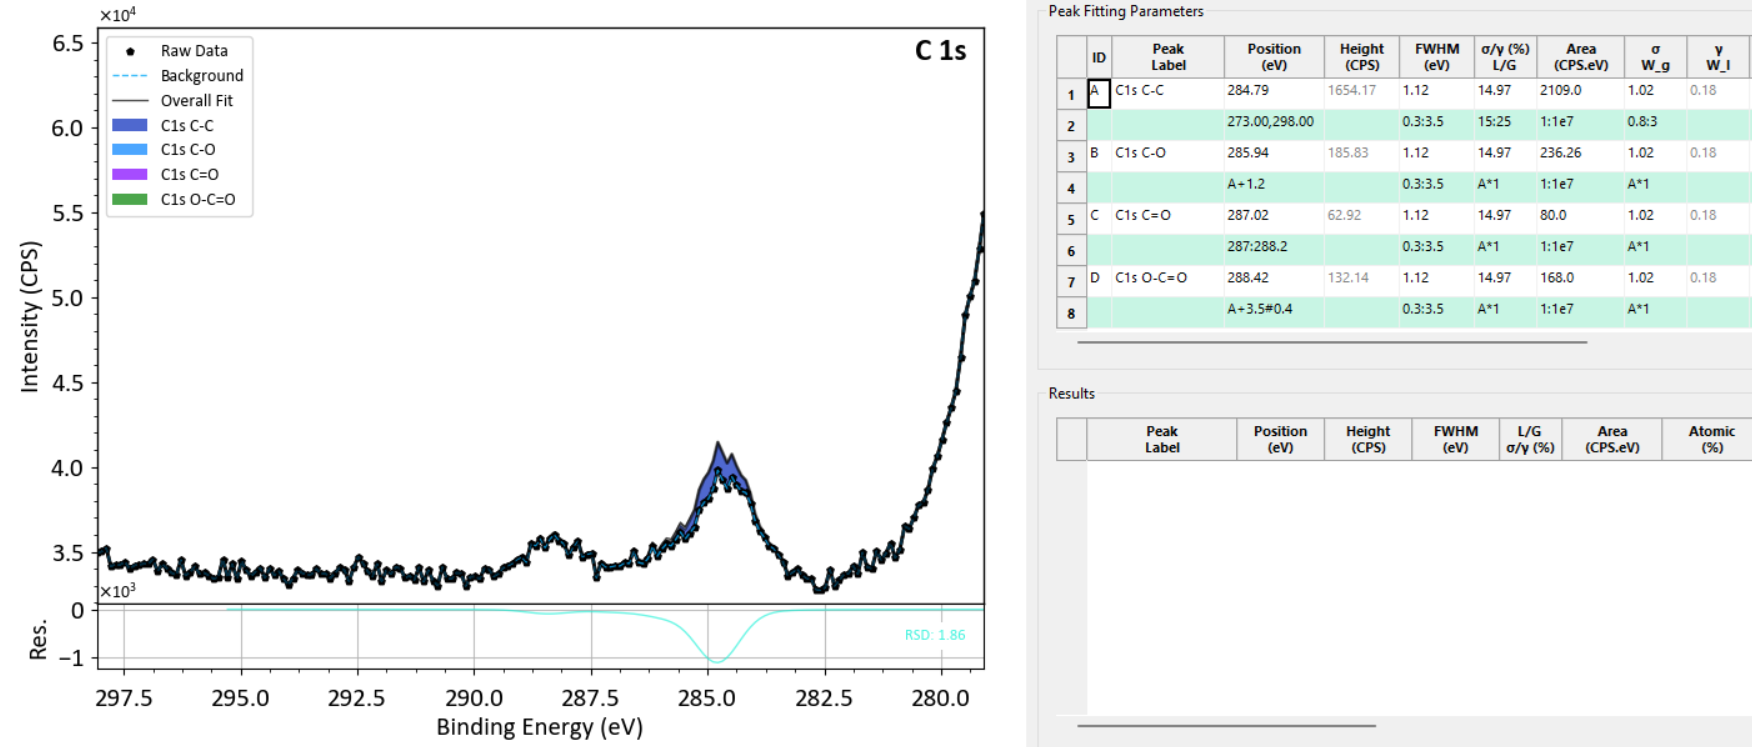 ×10⁴
C 1s
6.5
6.0
5.5
5.0
4.5
4.0
3.5
Intensity (CPS)
Raw Data
Background
Overall Fit
C1s C-C
C1s C-O
C1s C=O
C1s O-C=O
×10³
0
−1
Res.
RSD: 1.86
297.5 295.0 292.5 290.0 287.5 285.0 282.5 280.0
Binding Energy (eV)
Peak Fitting Parameters
ID Peak Label Position (eV) Height (CPS) FWHM (eV) σ/γ (%) L/G Area (CPS.eV) σ W_g γ W_l
1 A C1s C-C 284.79 1654.17 1.12 14.97 2109.0 1.02 0.18
2 273.00,298.00 0.3:3.5 15:25 1:1e7 0.8:3
3 B C1s C-O 285.94 185.83 1.12 14.97 236.26 1.02 0.18
4 A+1.2 0.3:3.5 A*1 1:1e7 A*1
5 C C1s C=O 287.02 62.92 1.12 14.97 80.0 1.02 0.18
6 287:288.2 0.3:3.5 A*1 1:1e7 A*1
7 D C1s O-C=O 288.42 132.14 1.12 14.97 168.0 1.02 0.18
8 A+3.5#0.4 0.3:3.5 A*1 1:1e7 A*1
Results
Peak Label Position (eV) Height (CPS) FWHM (eV) L/G σ/γ (%) Area (CPS.eV) Atomic (%)